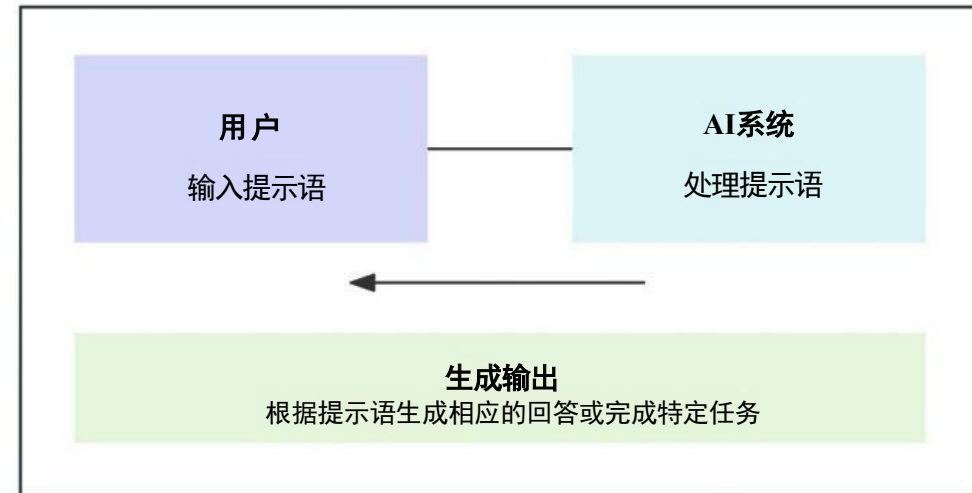 用户
输入提示语
AI系统
处理提示语
生成输出
根据提示语生成相应的回答或完成特定任务